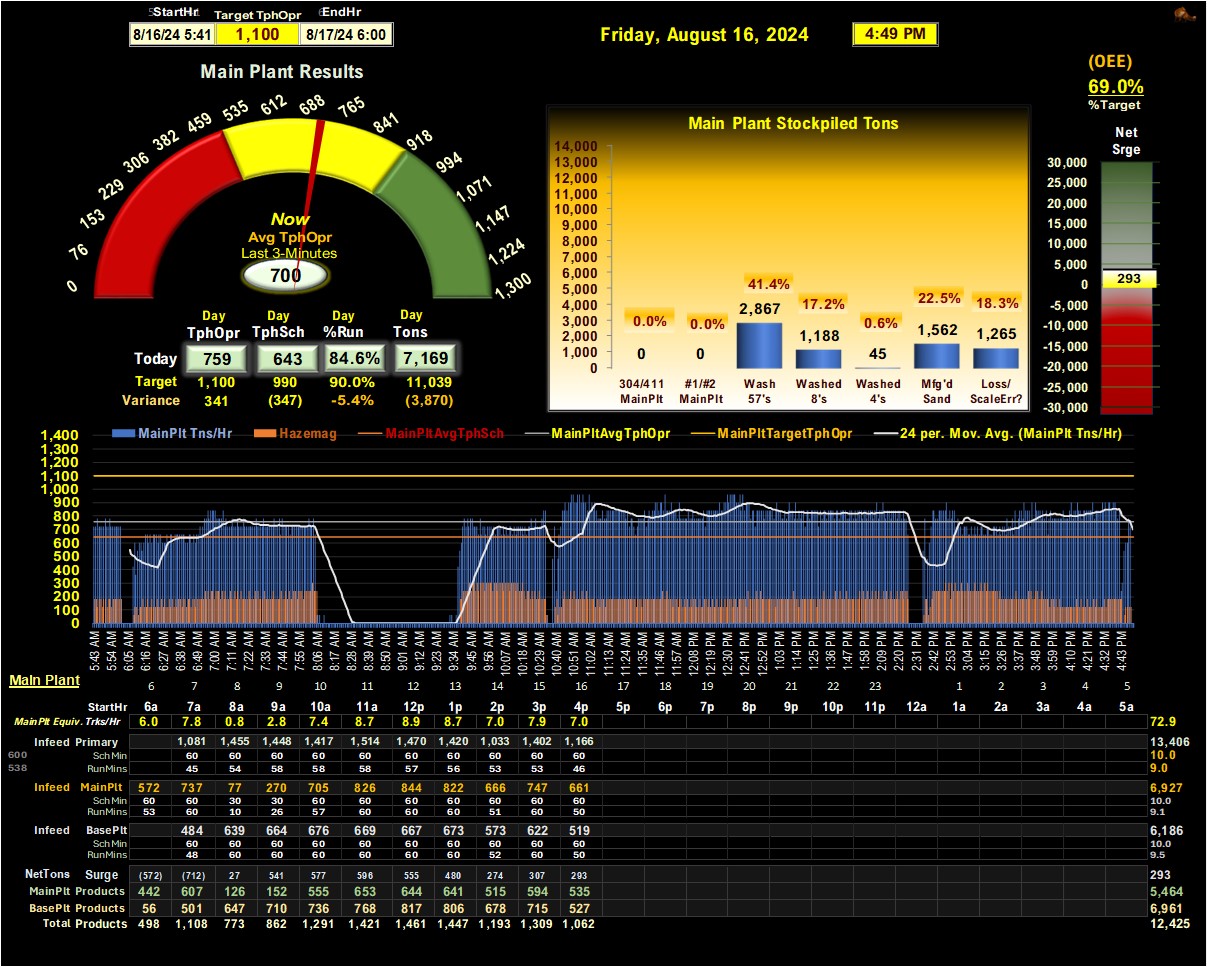 StartHr Target TphOpr EndHr
8/16/24 5:41 1,100 8/17/24 6:00
Friday, August 16, 2024 4:49 PM
(OEE)
69.0%
%Target
Net
Srge
30,000
25,000
20,000
15,000
10,000
5,000
0
-5,000
-10,000
-15,000
-20,000
-25,000
-30,000
293
Main Plant Results
0 76 153 229 306 382 459 535 612 688 765 841 918 994 1,071 1,147 1,224 1,300
Now
Avg TphOpr
Last 3-Minutes
700
Day Day Day Day
TphOpr TphSch %Run Tons
Today 759 643 84.6% 7,169
Target 1,100 990 90.0% 11,039
Variance 341 (347) -5.4% (3,870)
Main Plant Stockpiled Tons
14,000
13,000
12,000
11,000
10,000
9,000
8,000
7,000
6,000
5,000
4,000
3,000
2,000
1,000
0
0.0% 0.0% 41.4% 17.2% 0.6% 22.5% 18.3%
0 0 2,867 1,188 45 1,562 1,265
304/411 #1/#2 Wash Washed Washed Mfg'd Loss/
MainPlt MainPlt 57's 8's 4's Sand ScaleErr?
MainPlt Tns/Hr Hazemag MainPltAvgTphSch MainPltAvgTphOpr MainPltTargetTphOpr 24 per. Mov. Avg. (MainPlt Tns/Hr)
1,400
1,300
1,200
1,100
1,000
900
800
700
600
500
400
300
200
100
0
5:43 AM 5:54 AM 6:05 AM 6:16 AM 6:27 AM 6:38 AM 6:49 AM 7:00 AM 7:11 AM 7:22 AM 7:33 AM 7:44 AM 7:55 AM 8:06 AM 8:17 AM 8:28 AM 8:39 AM 8:50 AM 9:01 AM 9:12 AM 9:23 AM 9:34 AM 9:45 AM 9:56 AM 10:07 AM 10:18 AM 10:29 AM 10:40 AM 10:51 AM 11:02 AM 11:13 AM 11:24 AM 11:35 AM 11:46 AM 11:57 AM 12:08 PM 12:19 PM 12:30 PM 12:41 PM 12:52 PM 1:03 PM 1:14 PM 1:25 PM 1:36 PM 1:47 PM 1:58 PM 2:09 PM 2:20 PM 2:31 PM 2:42 PM 2:53 PM 3:04 PM 3:15 PM 3:26 PM 3:37 PM 3:48 PM 3:59 PM 4:10 PM 4:21 PM 4:32 PM 4:43 PM
Main Plant 6 7 8 9 10 11 12 13 14 15 16 17 18 19 20 21 22 23 1 2 3 4 5
StartHr 6a 7a 8a 9a 10a 11a 12p 1p 2p 3p 4p 5p 6p 7p 8p 9p 10p 11p 12a 1a 2a 3a 4a 5a
MainPlt Equiv. Trks/Hr 6.0 7.8 0.8 2.8 7.4 8.7 8.9 8.7 7.0 7.9 7.0 72.9
Infeed Primary 1,081 1,455 1,448 1,417 1,514 1,470 1,420 1,033 1,402 1,166 13,406
600 Sch Min 60 60 60 60 60 60 60 60 60 60 10.0
538 RunMins 45 54 58 58 58 57 56 53 53 46 9.0
Infeed MainPlt 572 737 77 270 705 826 844 822 666 747 661 6,927
Sch Min 60 60 30 30 60 60 60 60 60 60 60 10.0
RunMins 53 60 10 26 57 60 60 60 51 60 50 9.1
Infeed BasePlt 484 639 664 676 669 667 673 573 622 519 6,186
Sch Min 60 60 60 60 60 60 60 60 60 60 10.0
RunMins 48 60 60 60 60 60 60 52 60 50 9.5
NetTons Surge (572) (712) 27 541 577 596 555 480 274 307 293 293
MainPlt Products 442 607 126 152 555 653 644 641 515 594 535 5,464
BasePlt Products 56 501 647 710 736 768 817 806 678 715 527 6,961
Total Products 498 1,108 773 862 1,291 1,421 1,461 1,447 1,193 1,309 1,062 12,425